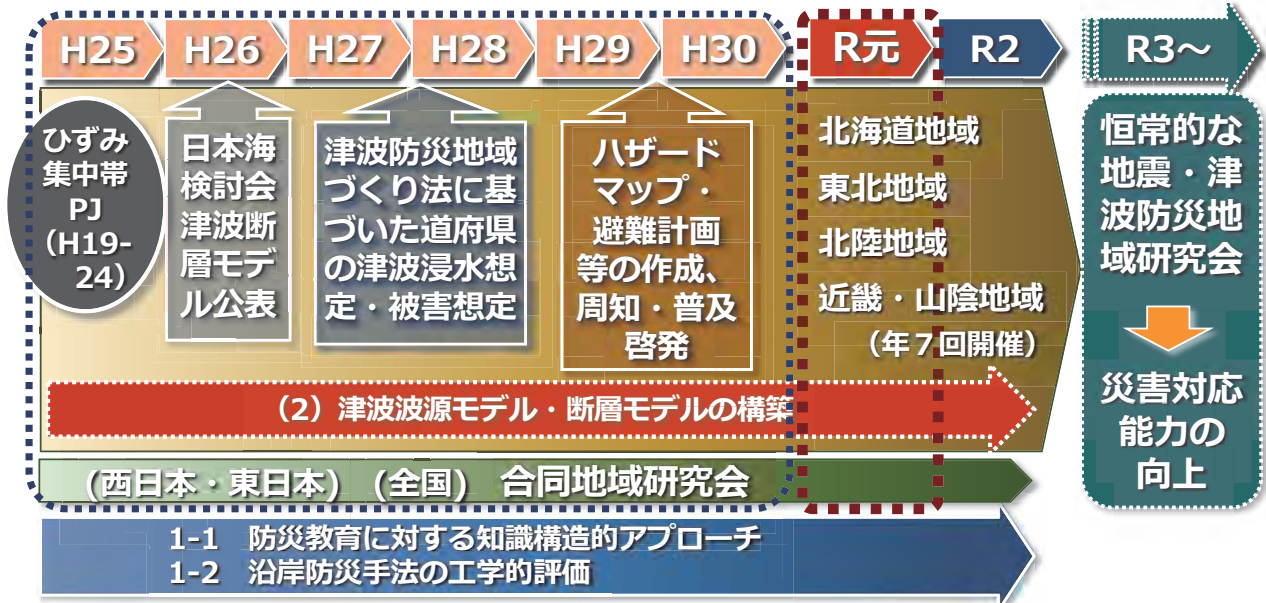 H25
H26
H27
H28
H29
H30
R元
R2
R3～
ひずみ
集中帯
PJ
（H19-
24）
日本海
検討会
津波断
層モデ
ル公表
津波防災地域
づくり法に基
づいた道府県
の津波浸水想
定・被害想定
ハザード
マップ・
避難計画
等の作成、
周知・普及
啓発
北海道地域
東北地域
北陸地域
近畿・山陰地域
（年７回開催）
恒常的な
地震・津
波防災地
域研究会
災害対応
能力の
向上
（2）津波波源モデル・断層モデルの構築
(西日本・東日本) (全国) 合同地域研究会
1-1 防災教育に対する知識構造的アプローチ
1-2 沿岸防災手法の工学的評価